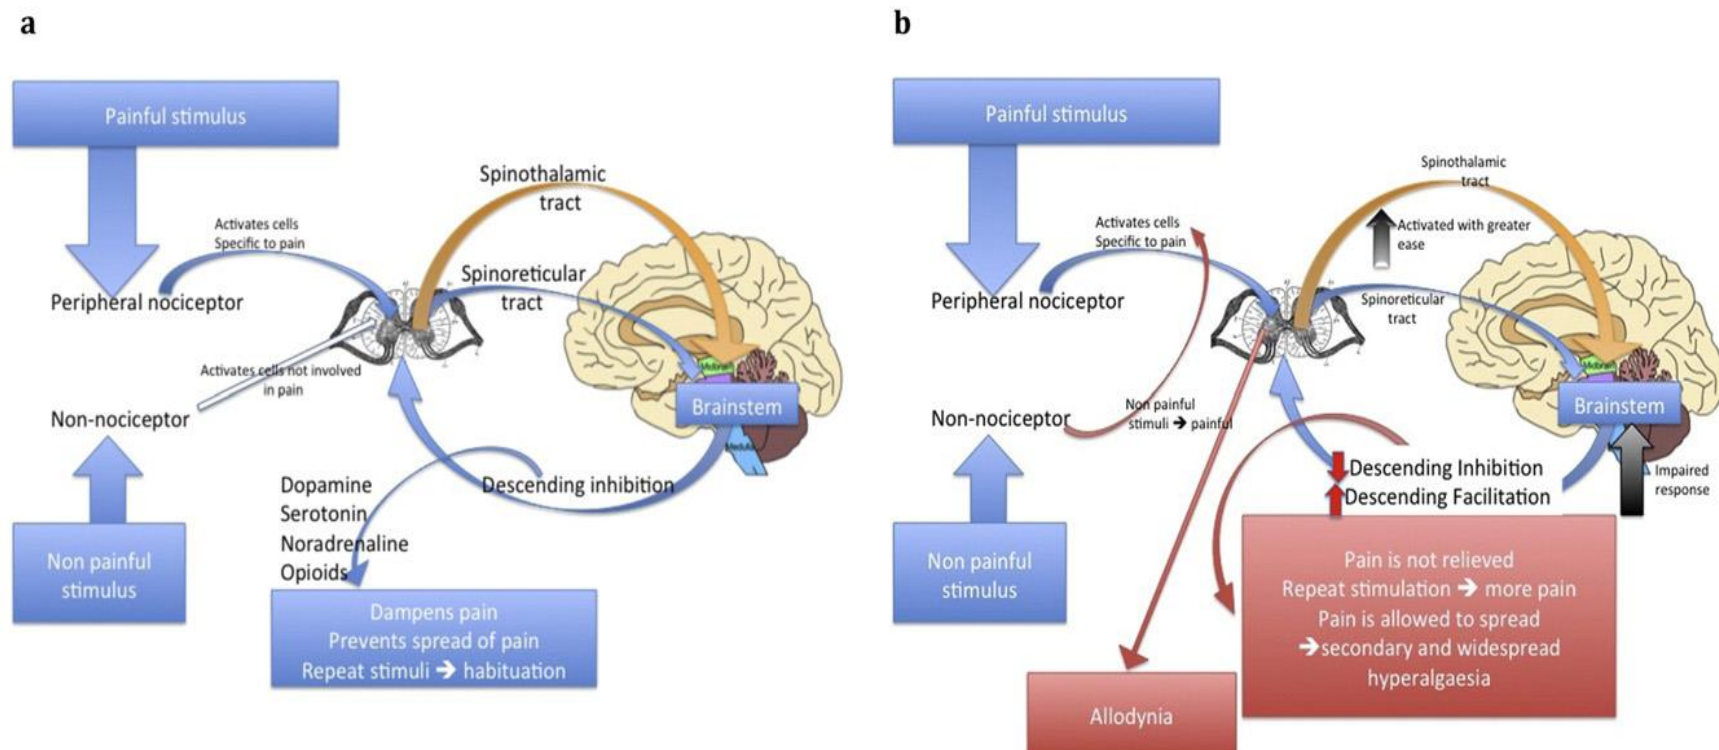 a
Painful stimulus
Spinothalamic
tract
Activates cells
Specific to pain
Spinoreticular
tract
Peripheral nociceptor
Activates cells not involved
in pain
Midbrain
Brainstem
Medulla
Non-nociceptor
Descending inhibition
Dopamine
Serotonin
Noradrenaline
Opioids
Non painful
stimulus
Dampens pain
Prevents spread of pain
Repeat stimuli ➔ habituation
b
Painful stimulus
Spinothalamic
tract
Activates cells
Specific to pain
Activated with greater
ease
Peripheral nociceptor
Spinoreticular
tract
Brainstem
Non-nociceptor
Non painful
stimuli ➔ painful
Descending Inhibition
Descending Facilitation
Impaired
response
Non painful
stimulus
Pain is not relieved
Repeat stimulation ➔ more pain
Pain is allowed to spread
➔secondary and widespread
hyperalgaesia
Allodynia